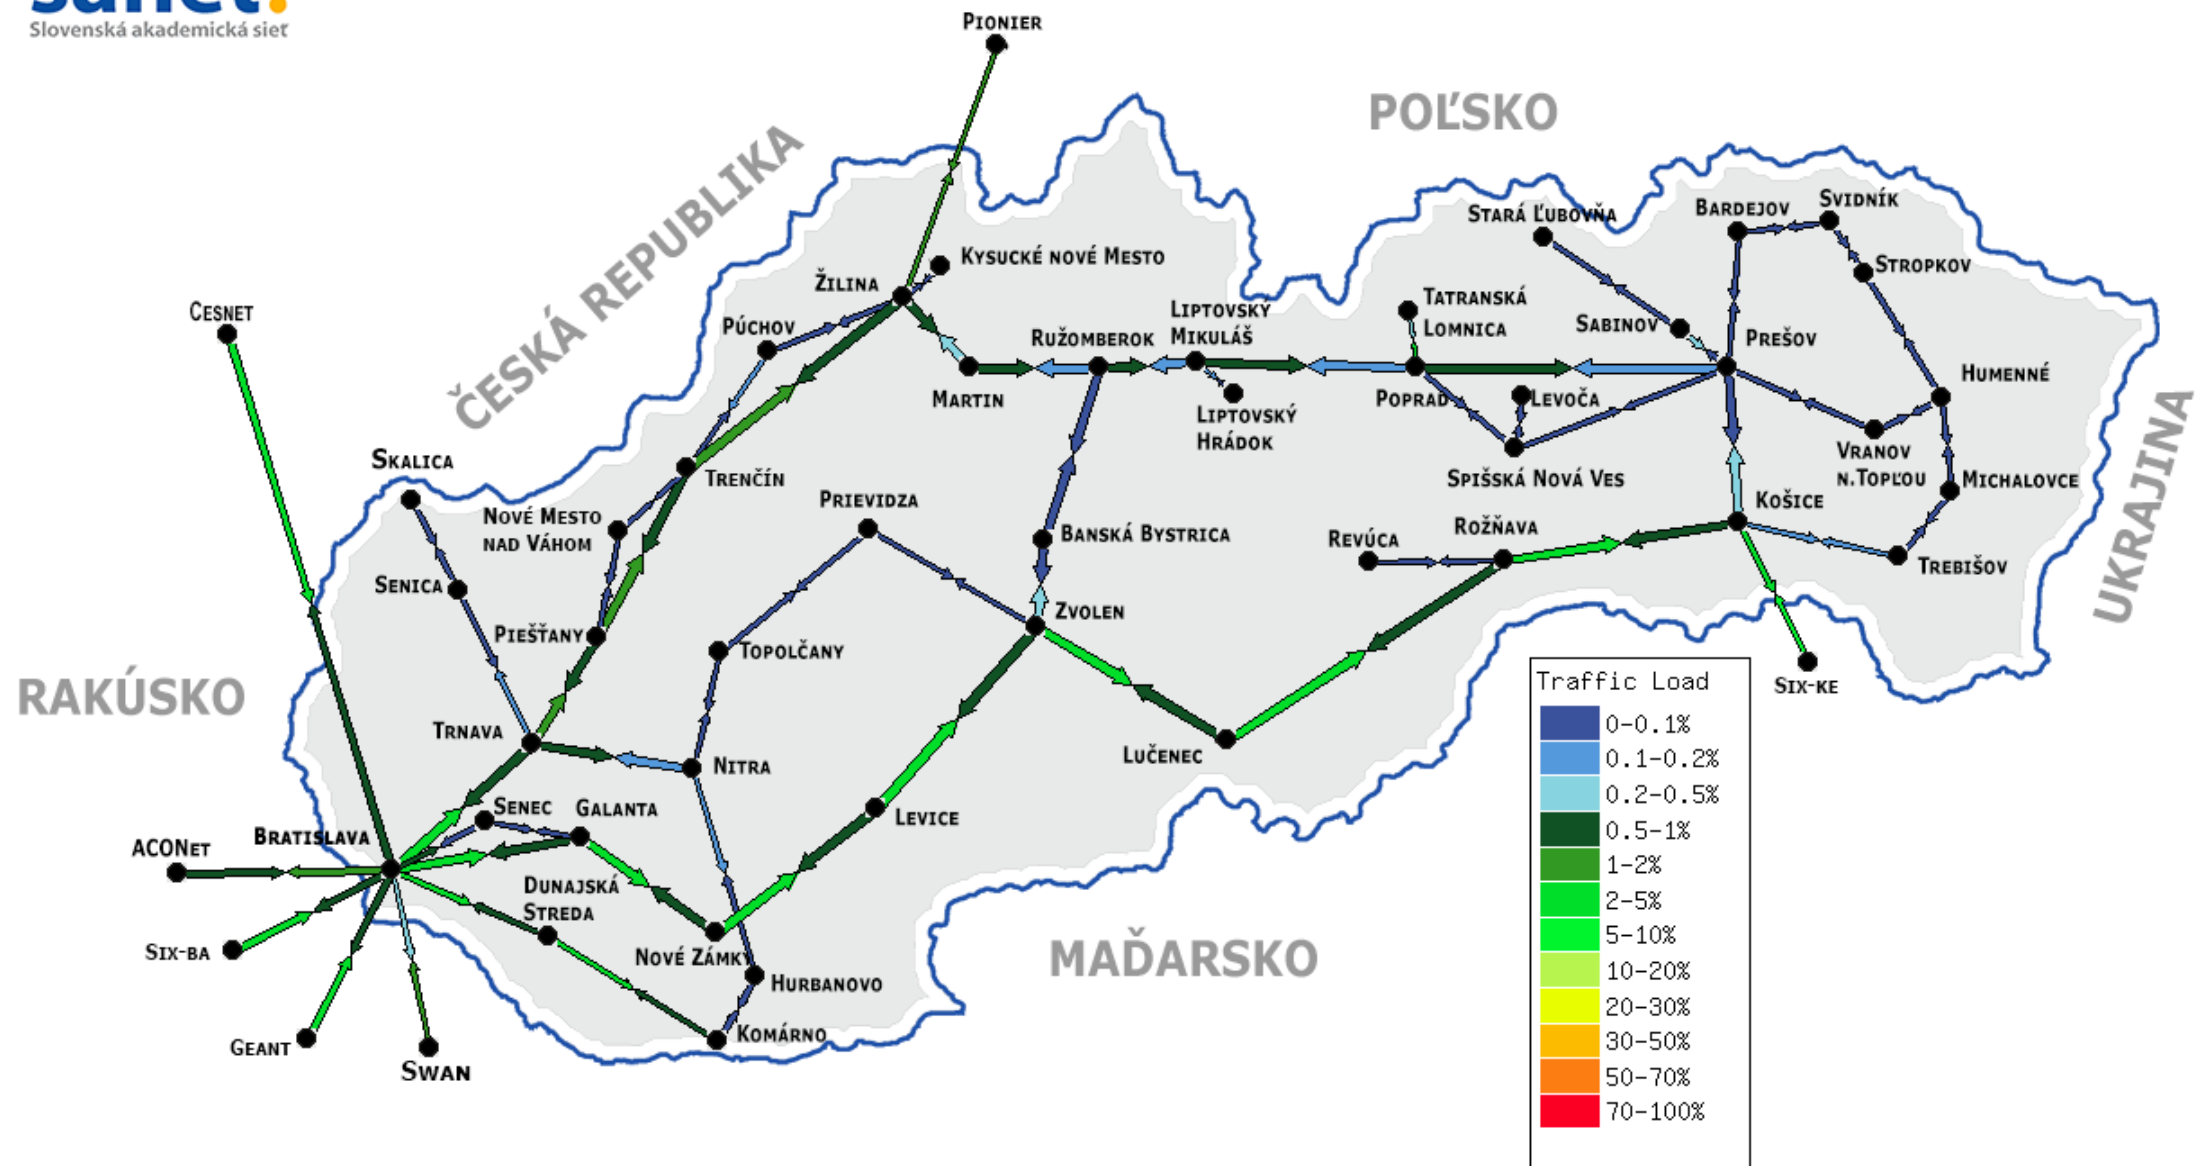 sanet.
Slovenská akademická sieť
PIONIER
POĽSKO
ČESKÁ REPUBLIKA
SVIDNÍK
BARDEJOV
STARÁ ĽUBOVŇA
KYSUCKÉ NOVÉ MESTO
STROPKOV
ŽILINA
TATRANSKÁ
LOMNICA
LIPTOVSKÝ
MIKULÁŠ
CESNET
PÚCHOV
RUŽOMBEROK
SABINOV
PREŠOV
HUMENNÉ
MARTIN
POPRAD
LEVOČA
LIPTOVSKÝ
HRÁDOK
SKALICA
TRENČÍN
SPIŠSKÁ NOVÁ VES
VRANOV
N.TOPĽOU
MICHALOVCE
UKRAJINA
PRIEVIDZA
KOŠICE
NOVÉ MESTO
NAD VÁHOM
BANSKÁ BYSTRICA
REVÚCA
ROŽŇAVA
TREBIŠOV
SENICA
ZVOLEN
PIEŠŤANY
TOPOLČANY
RAKÚSKO
SIX-KE
TRNAVA
NITRA
LUČENEC
SENEC
GALANTA
LEVICE
BRATISLAVA
ACONET
DUNAJSKÁ
STREDA
SIX-BA
NOVÉ ZÁMKY
MAĎARSKO
HURBANOVO
KOMÁRNO
GEANT
SWAN
Traffic Load
0-0.1%
0.1-0.2%
0.2-0.5%
0.5-1%
1-2%
2-5%
5-10%
10-20%
20-30%
30-50%
50-70%
70-100%